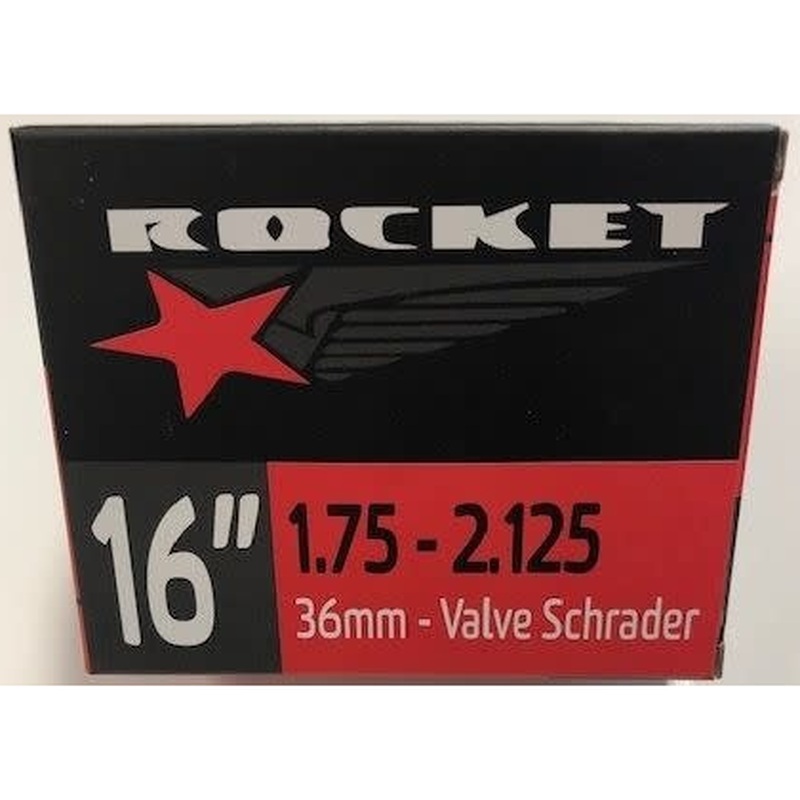 ROCKET
16"
1.75 - 2.125
36mm - Valve Schrader